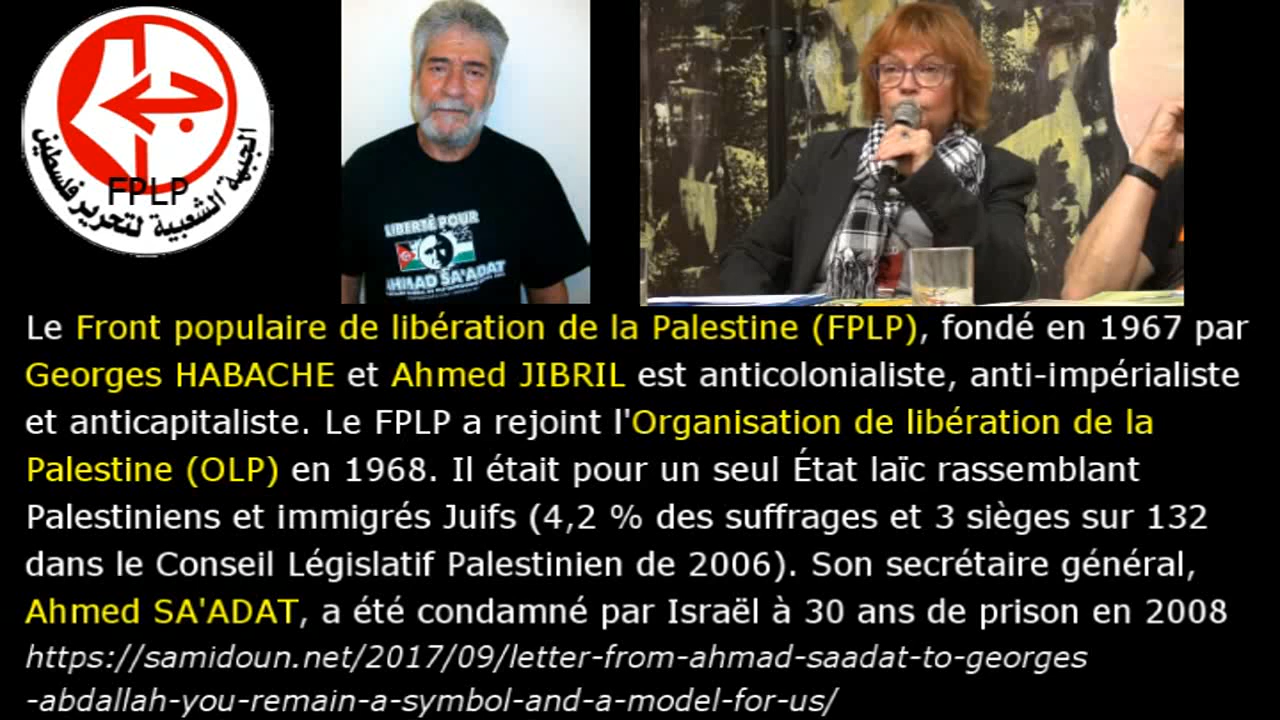 الجبهة الشعبية لتحرير فلسطين
FPLP
LIBERTÉ POUR
AHMAD SA'ADAT
Le Front populaire de libération de la Palestine (FPLP), fondé en 1967 par
Georges HABACHE et Ahmed JIBRIL est anticolonialiste, anti-impérialiste
et anticapitaliste. Le FPLP a rejoint l'Organisation de libération de la
Palestine (OLP) en 1968. Il était pour un seul État laïc rassemblant
Palestiniens et immigrés Juifs (4,2 % des suffrages et 3 sièges sur 132
dans le Conseil Législatif Palestinien de 2006). Son secrétaire général,
Ahmed SA'ADAT, a été condamné par Israël à 30 ans de prison en 2008
https://samidoun.net/2017/09/letter-from-ahmad-saadat-to-georges
-abdallah-you-remain-a-symbol-and-a-model-for-us/